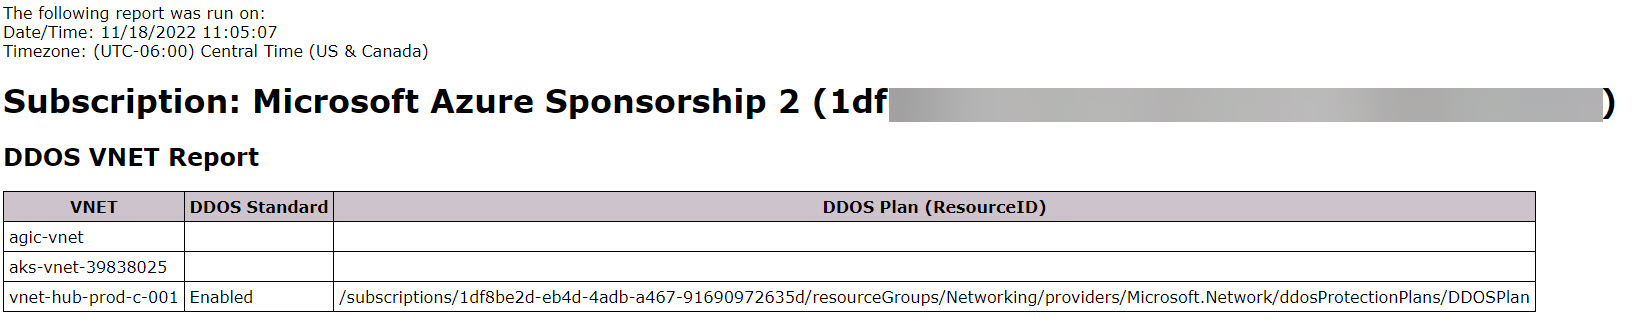 The following report was run on:
Date/Time: 11/18/2022 11:05:07
Timezone: (UTC-06:00) Central Time (US & Canada)
Subscription: Microsoft Azure Sponsorship 2 (1df )
DDOS VNET Report
VNET DDOS Standard DDOS Plan (ResourceID)
agic-vnet
aks-vnet-39838025
vnet-hub-prod-c-001 Enabled /subscriptions/1df8be2d-eb4d-4adb-a467-91690972635d/resourceGroups/Networking/providers/Microsoft.Network/ddosProtectionPlans/DDOSPlan